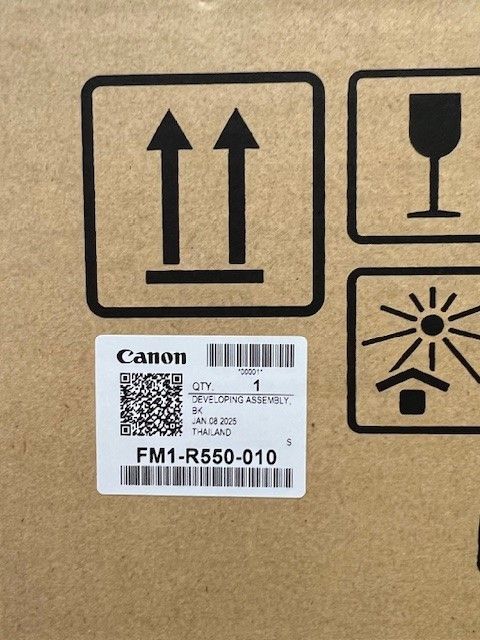 Canon
*00001*
QTY. 1
DEVELOPING ASSEMBLY,
BK
JAN.08 2025
THAILAND
S
FM1-R550-010